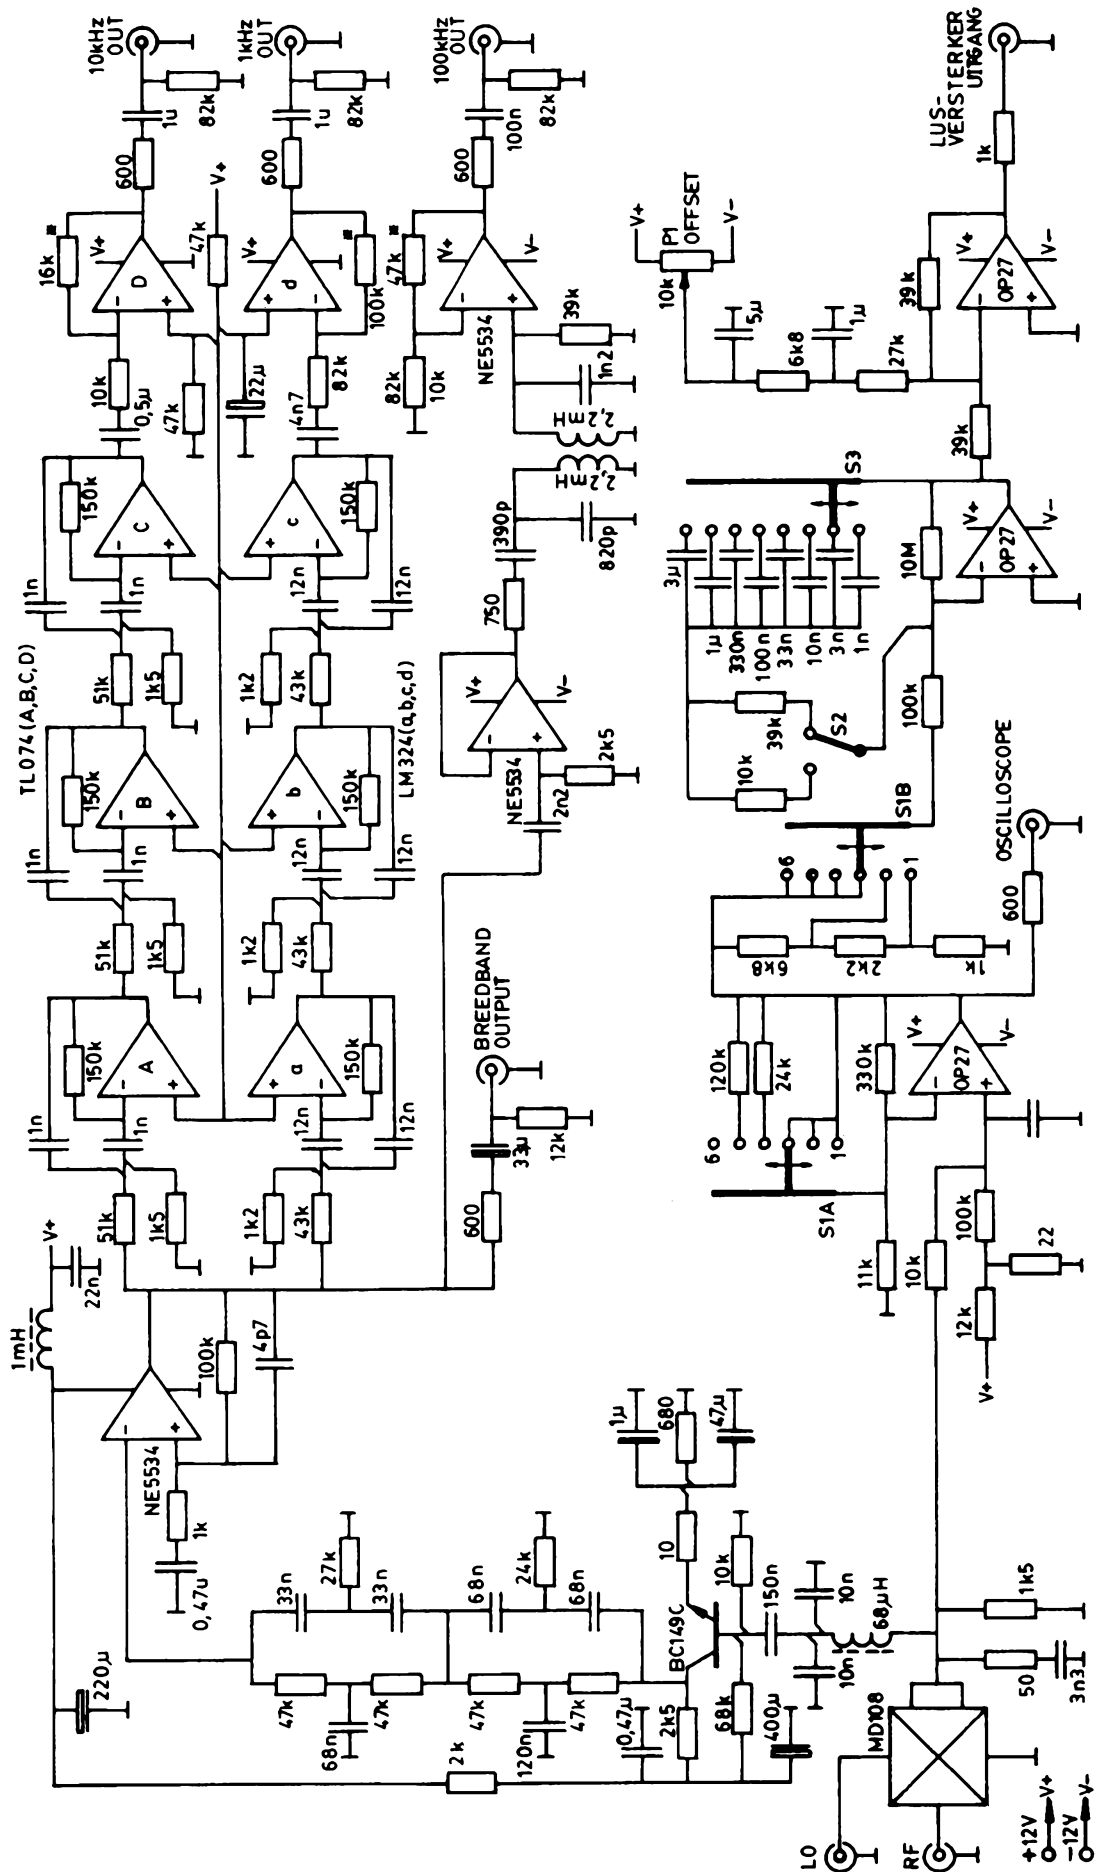 10kHz
OUT
1u
82k
600
16k
V+
D
47k
V+
1kHz
OUT
1u
82k
600
V+
d
100k
10k
0,5µ
47k
22µ
82k
4n7
100kHz
OUT
82k
100n
600
47k
V+
V-
NE5534
82k
10k
39k
1n2
2,2mH
2,2mH
390p
820p
750
V+
V-
NE5534
2k5
2n2
TL074 (A,B,C,D)
LM324 (a,b,c,d)
1n
150k
C
1n
51k
1k5
c
150k
12n
12n
1k2
43k
1n
150k
B
1n
51k
1k5
b
150k
12n
12n
1k2
43k
1n
150k
A
1n
51k
1k5
a
150k
12n
12n
1k2
43k
BREEDBAND
OUTPUT
33µ
12k
600
1mH
V+
22n
100k
4p7
NE5534
1k
0,47u
220µ
33n
27k
33n
68n
24k
68n
47k
68n
47k
47k
120n
47k
2k
0,47µ
2k5
BC149C
10
1µ
680
47µ
10k
150n
68k
400µ
10n
10n
68µH
LUS-
VERSTERKER
UITGANG
1k
V+
P1
OFFSET
10k
V-
5µ
6k8
1µ
27k
39k
V+
OP27
V-
39k
S3
3µ
1µ
330n
100n
33n
10n
3n
1n
10M
V+
OP27
V-
39k
10k
S2
100k
S1B
6
1
OSCILLOSCOPE
600
6k8
2k2
1k
120k
24k
330k
V+
OP27
V-
6
1
S1A
11k
10k
100k
22
12k
V+
MD108
LO
RF
50
3n3
1k5
+12V
V+
-12V
V-